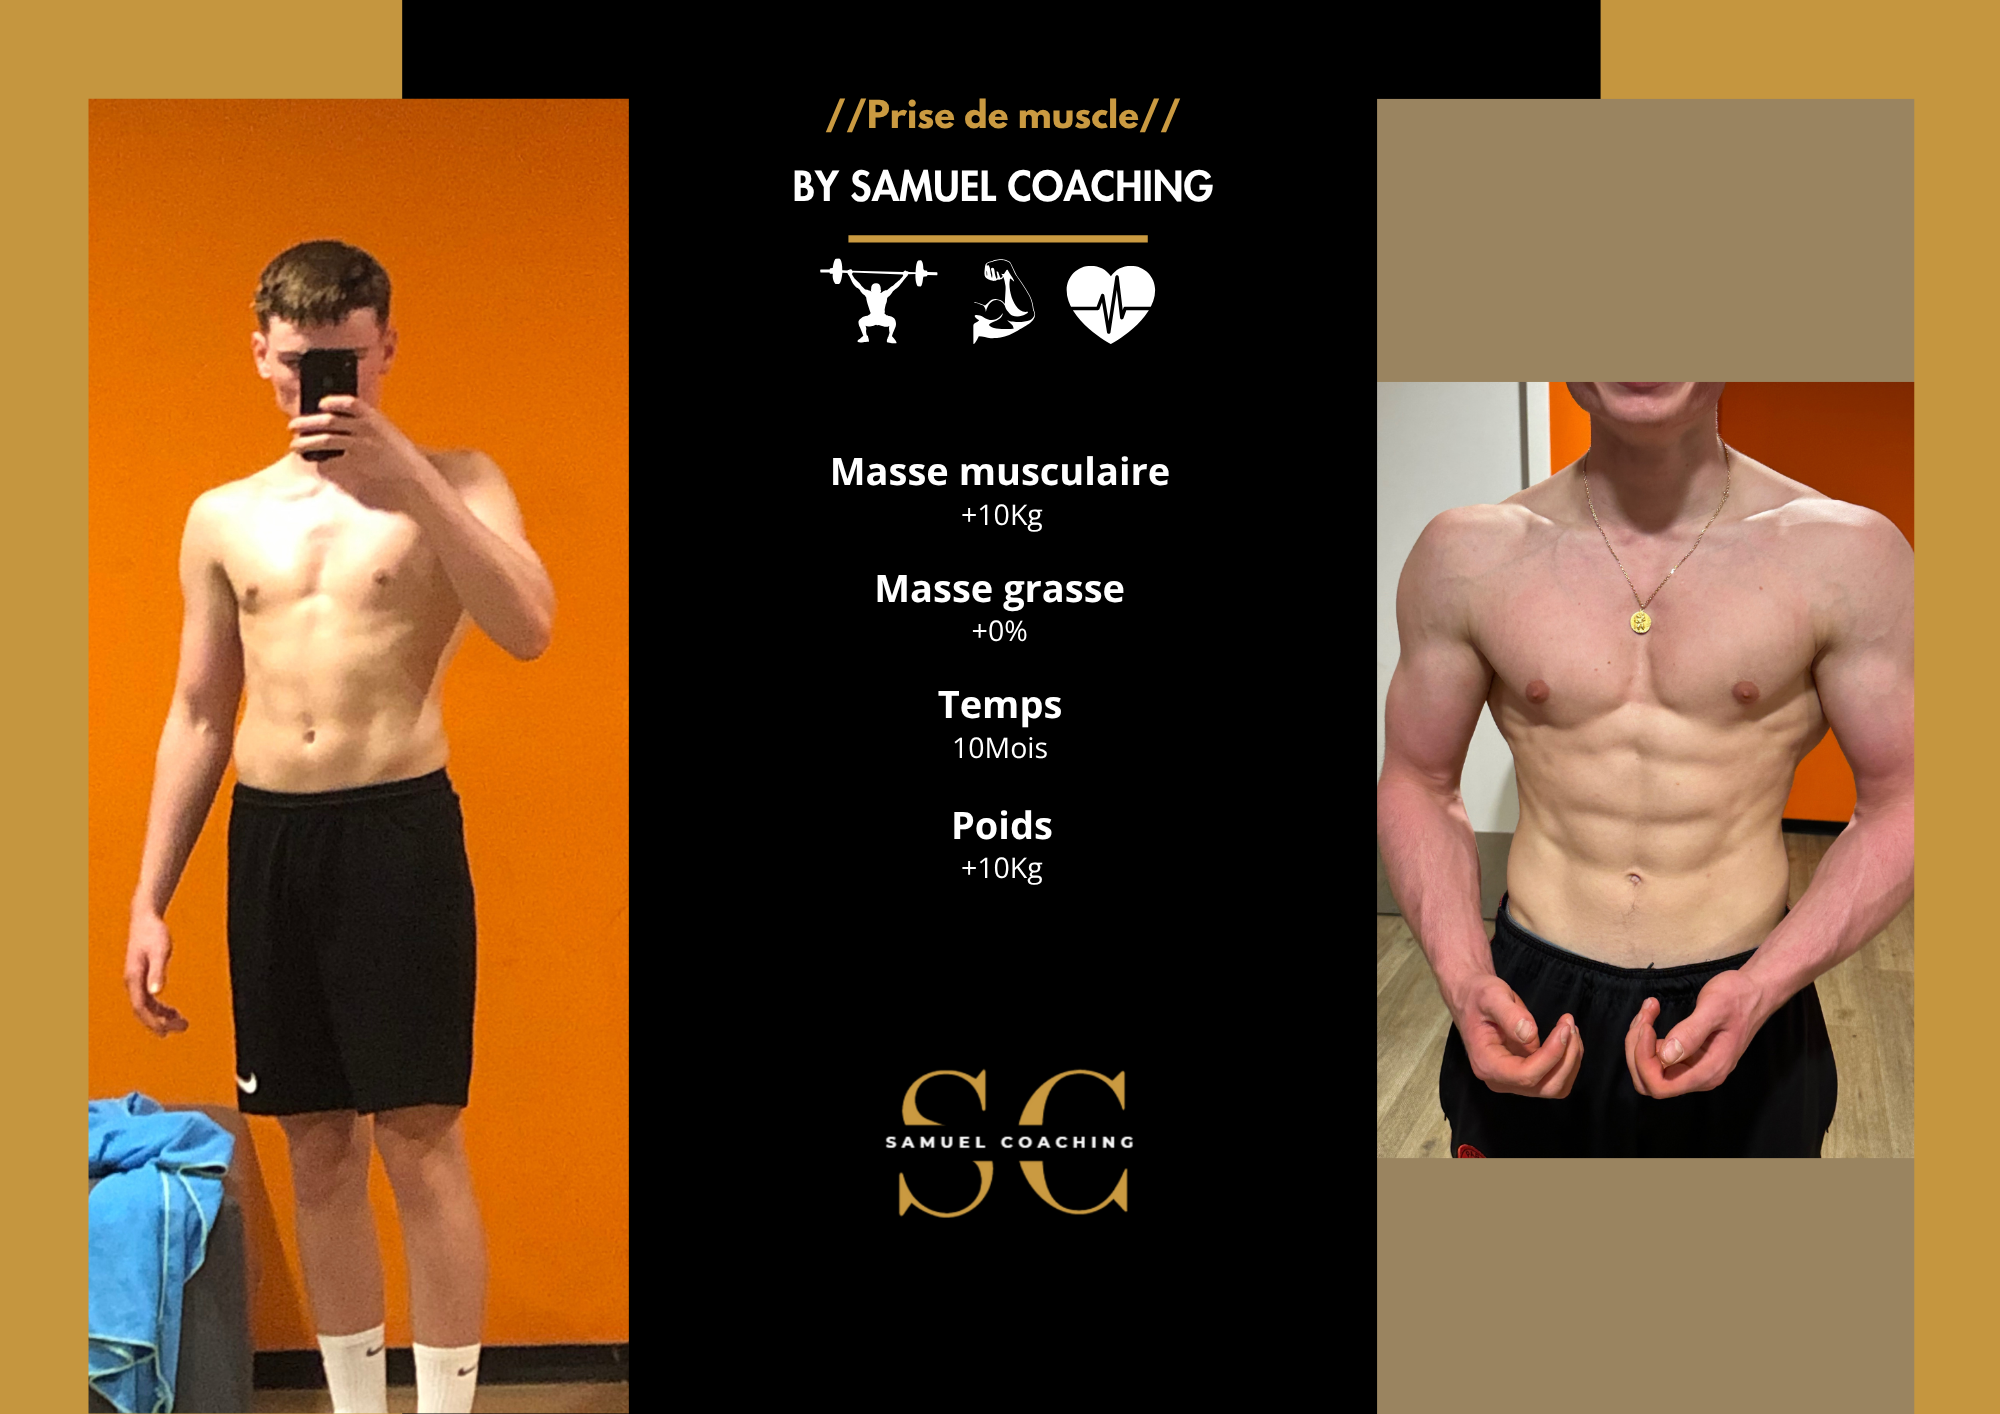 //Prise de muscle//
BY SAMUEL COACHING
Masse musculaire
+10Kg
Masse grasse
+0%
Temps
10Mois
Poids
+10Kg
SC
SAMUEL COACHING